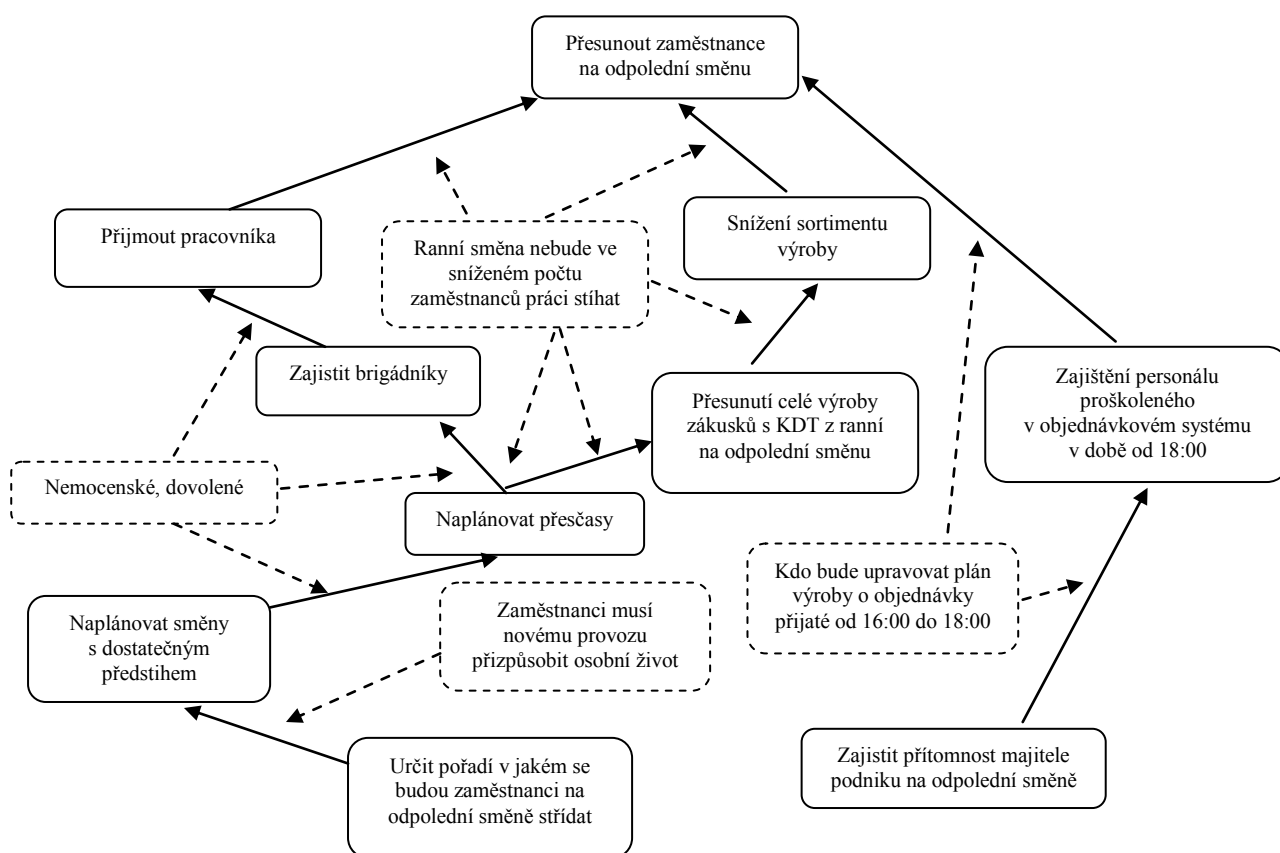 Přesunout zaměstnance
na odpolední směnu
Přijmout pracovníka
Ranní směna nebude ve
sníženém počtu
zaměstnanců práci stíhat
Snížení sortimentu
výroby
Zajistit brigádníky
Přesunutí celé výroby
zákusků s KDT z ranní
na odpolední směnu
Zajištění personálu
proškoleného
v objednávkovém systému
v době od 18:00
Nemocenské, dovolené
Naplánovat přesčasy
Kdo bude upravovat plán
výroby o objednávky
přijaté od 16:00 do 18:00
Naplánovat směny
s dostatečným
předstihem
Zaměstnanci musí
novému provozu
přizpůsobit osobní život
Určit pořadí v jakém se
budou zaměstnanci na
odpolední směně střídat
Zajistit přítomnost majitele
podniku na odpolední směně